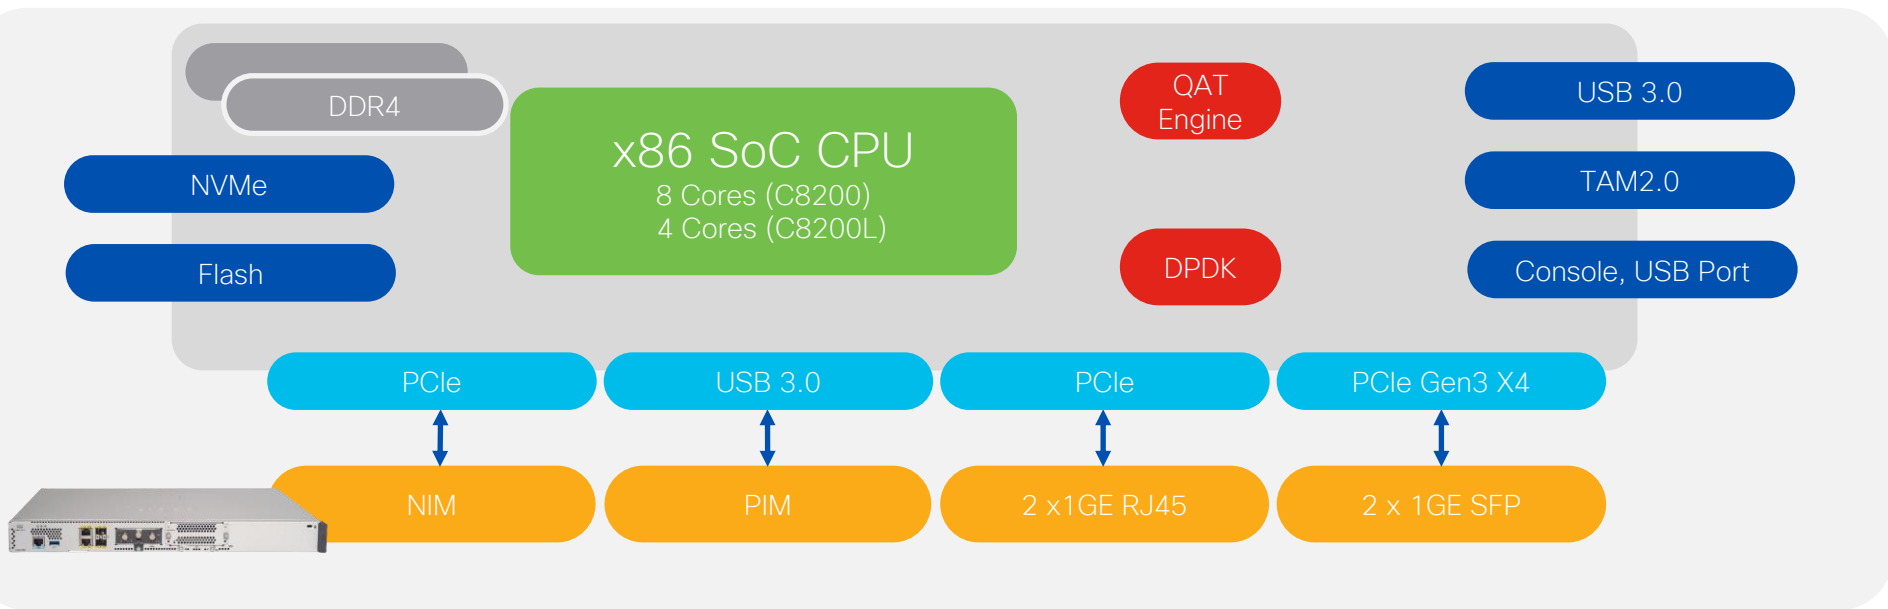 DDR4
x86 SoC CPU
8 Cores (C8200)
4 Cores (C8200L)
QAT
Engine
DPDK
NVMe
Flash
USB 3.0
TAM2.0
Console, USB Port
PCIe
USB 3.0
PCIe
PCIe Gen3 X4
NIM
PIM
2 x1GE RJ45
2 x 1GE SFP